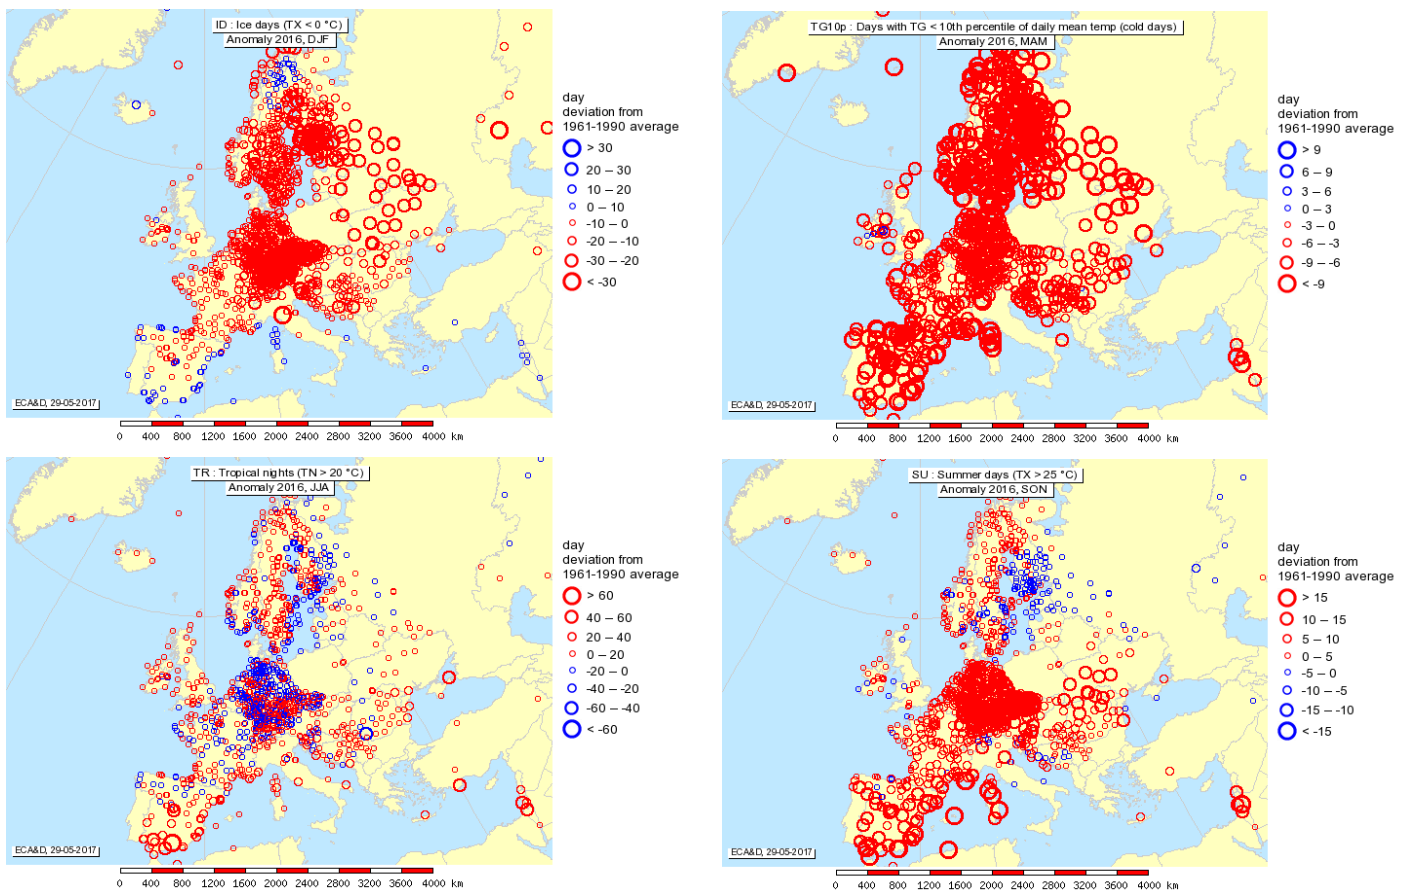 ID : Ice days (TX < 0 °C)
Anomaly 2016, DJF
day
deviation from
1961-1990 average
> 30
20 – 30
10 – 20
0 – 10
-10 – 0
-20 – -10
-30 – -20
< -30
ECA&D, 29-05-2017
0 400 800 1200 1600 2000 2400 2800 3200 3600 4000 km
TG10p : Days with TG < 10th percentile of daily mean temp (cold days)
Anomaly 2016, MAM
day
deviation from
1961-1990 average
> 9
6 – 9
3 – 6
0 – 3
-3 – 0
-6 – -3
-9 – -6
< -9
ECA&D, 29-05-2017
0 400 800 1200 1600 2000 2400 2800 3200 3600 4000 km
TR : Tropical nights (TN > 20 °C)
Anomaly 2016, JJA
day
deviation from
1961-1990 average
> 60
40 – 60
20 – 40
0 – 20
-20 – 0
-40 – -20
-60 – -40
< -60
ECA&D, 29-05-2017
0 400 800 1200 1600 2000 2400 2800 3200 3600 4000 km
SU : Summer days (TX > 25 °C)
Anomaly 2016, SON
day
deviation from
1961-1990 average
> 15
10 – 15
5 – 10
0 – 5
-5 – 0
-10 – -5
-15 – -10
< -15
ECA&D, 29-05-2017
0 400 800 1200 1600 2000 2400 2800 3200 3600 4000 km